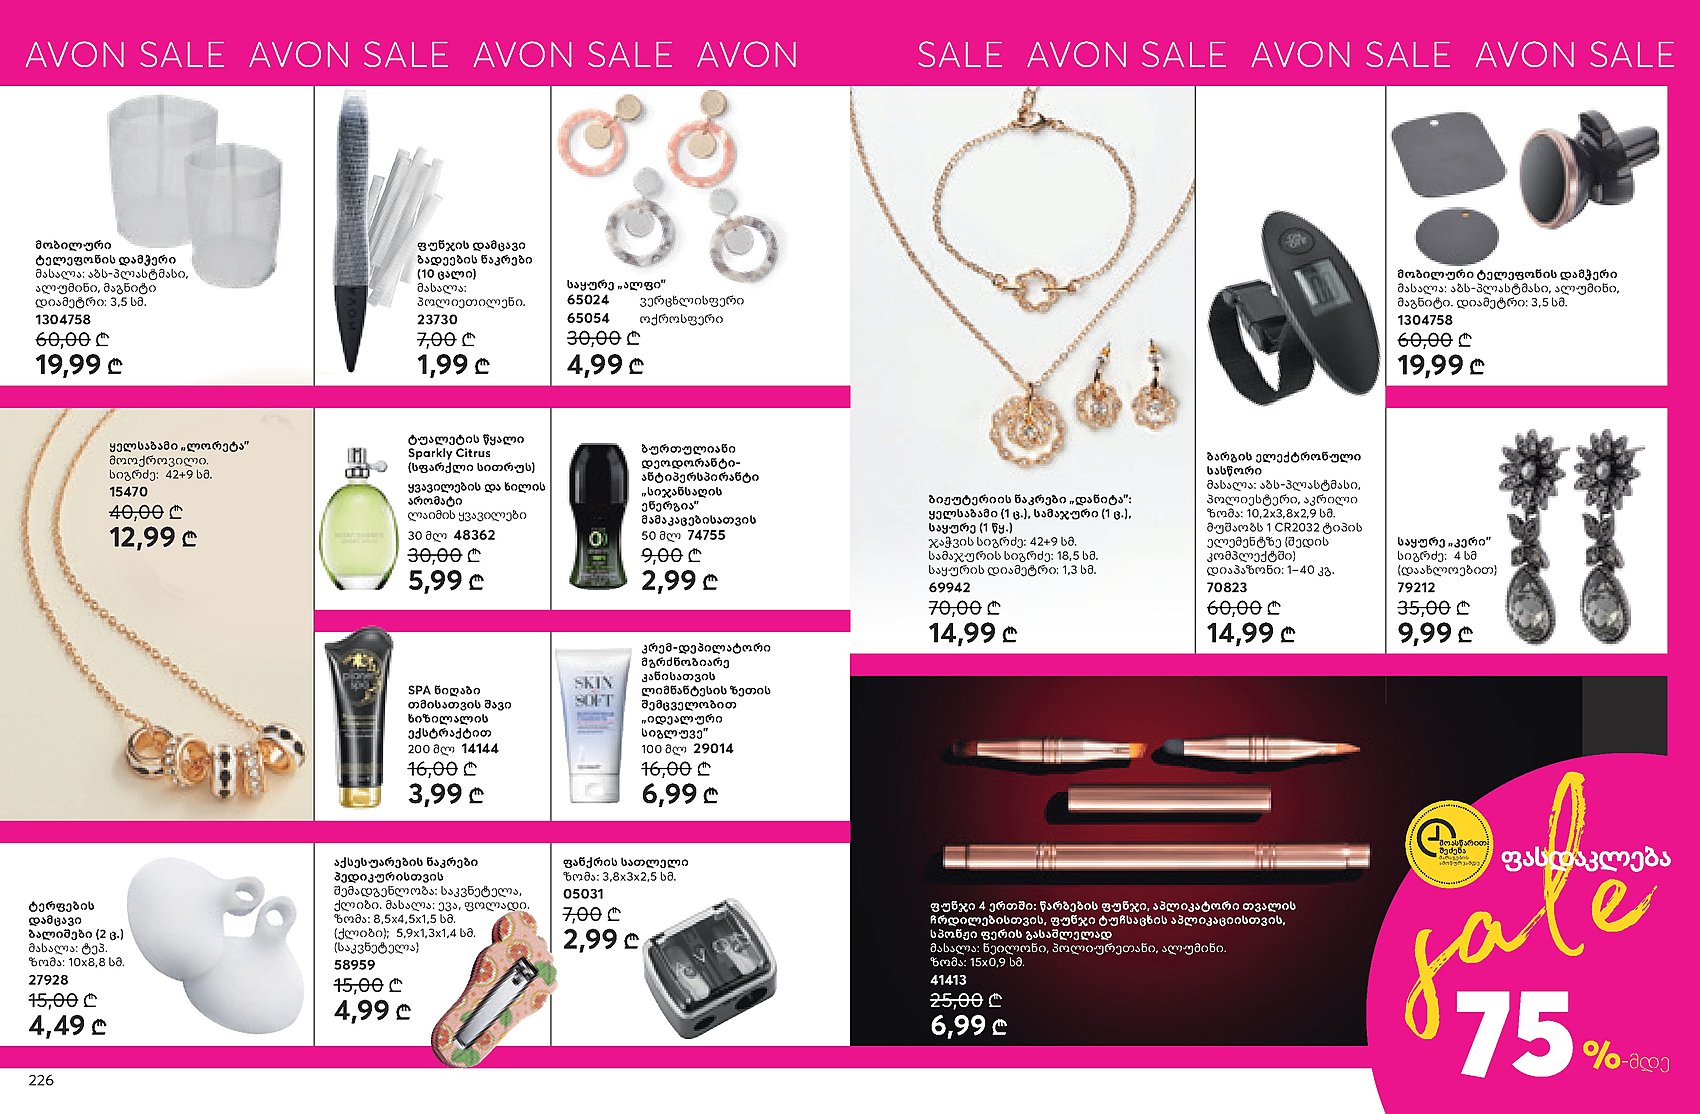 AVON SALE AVON SALE AVON SALE AVON
SALE AVON SALE AVON SALE AVON SALE
მობილური
ტელეფონის დამჭერი
მასალა: აბს-პლასტმასი,
ალუმინი, მაგნიტი
დიამეტრი: 3,5 სმ.
1304758
60,00 ₾
19,99 ₾
ფუნჯის დამცავი
ბადეების ნაკრები
(10 ცალი)
მასალა:
პოლიეთილენი.
23730
7,00 ₾
1,99 ₾
საყურე „ალფი“
65024 ვერცხლისფერი
65054 ოქროსფერი
30,00 ₾
4,99 ₾
ყელსაბამი „ლორეტა“
მოოქროვილი.
სიგრძე: 42+9 სმ.
15470
40,00 ₾
12,99 ₾
ტუალეტის წყალი
Sparkly Citrus
(სფარქლი სითრუს)
ყვავილების და ხილის
არომატი
ლაიმის ყვავილები
30 მლ 48362
30,00 ₾
5,99 ₾
ბურთულიანი
დეოდორანტი-
ანტიპერსპირანტი
„სიჯანსაღის
ენერგია“
მამაკაცებისათვის
50 მლ 74755
9,00 ₾
2,99 ₾
SPA ნიღაბი
თმისათვის შავი
ხიზილალის
ექსტრაქტით
200 მლ 14144
16,00 ₾
3,99 ₾
SKIN
SOFT
კრემ-დეპილატორი
მგრძნობიარე
კანისათვის
ლიმნანტესის ზეთის
შემცველობით
„იდეალური
სიგლუვე“
100 მლ 29014
16,00 ₾
6,99 ₾
ტერფების
დამცავი
ბალიშები (2 ც.)
მასალა: ტეპ.
ზომა: 10x8,8 სმ.
27928
15,00 ₾
4,49 ₾
აქსესუარების ნაკრები
პედიკურისთვის
შემადგენლობა: საკვნეტელა,
ქლიბი. მასალა: ევა, ფოლადი.
ზომა: 8,5x4,5x1,5 სმ.
(ქლიბი); 5,9x1,3x1,4 სმ.
(საკვნეტელა)
58959
15,00 ₾
4,99 ₾
ფანქრის სათლელი
ზომა: 3,8x3x2,5 სმ.
05031
7,00 ₾
2,99 ₾
226
ბიჟუტერიის ნაკრები „დანიტა“:
ყელსაბამი (1 ც.), სამაჯური (1 ც.),
საყურე (1 წყ.)
ჯაჭვის სიგრძე: 42+9 სმ.
სამაჯურის სიგრძე: 18,5 სმ.
საყურის დიამეტრი: 1,3 სმ.
69942
70,00 ₾
14,99 ₾
ბარგის ელექტრონული
სასწორი
მასალა: აბს-პლასტმასი,
პოლიესტერი, აკრილი
ზომა: 10,2x3,8x2,9 სმ.
მუშაობს 1 CR2032 ტიპის
ელემენტზე (შედის
კომპლექტში)
დიაპაზონი: 1–40 კგ.
70823
60,00 ₾
14,99 ₾
მობილური ტელეფონის დამჭერი
მასალა: აბს-პლასტმასი, ალუმინი,
მაგნიტი. დიამეტრი: 3,5 სმ.
1304758
60,00 ₾
19,99 ₾
საყურე „კერი“
სიგრძე: 4 სმ
(დაახლოებით)
79212
35,00 ₾
9,99 ₾
ფუნჯი 4 ერთში: წარბების ფუნჯი, აპლიკატორი თვალის
ჩრდილებისთვის, ფუნჯი ტუჩსაცხის აპლიკაციისთვის,
სპონჟი ფერის გასაშლელად
მასალა: ნეილონი, პოლიურეთანი, ალუმინი.
ზომა: 15x0,9 სმ.
41413
25,00 ₾
6,99 ₾
მოასწარით
შეძენა
ფასდაკლება
sale
75 %-მდე